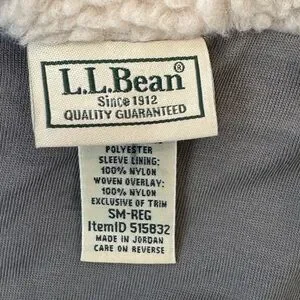 L.L.Bean®
Since 1912
QUALITY GUARANTEED
POLYESTER
SLEEVE LINING:
100% NYLON
WOVEN OVERLAY:
100% NYLON
EXCLUSIVE OF TRIM
SM-REG
ItemID 515832
MADE IN JORDAN
CARE ON REVERSE